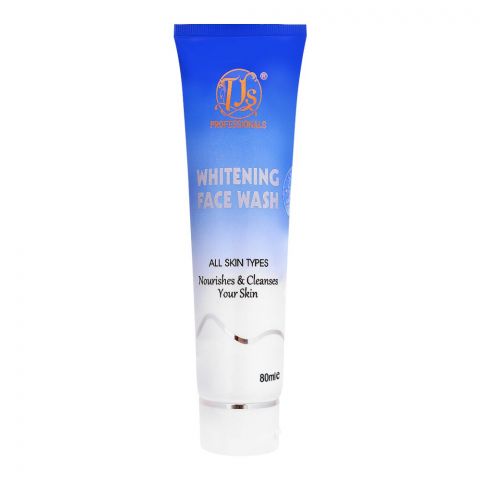 TJs®
PROFESSIONALS
WHITENING
FACE WASH
ALL SKIN TYPES
Nourishes & Cleanses
Your Skin
80ml℮